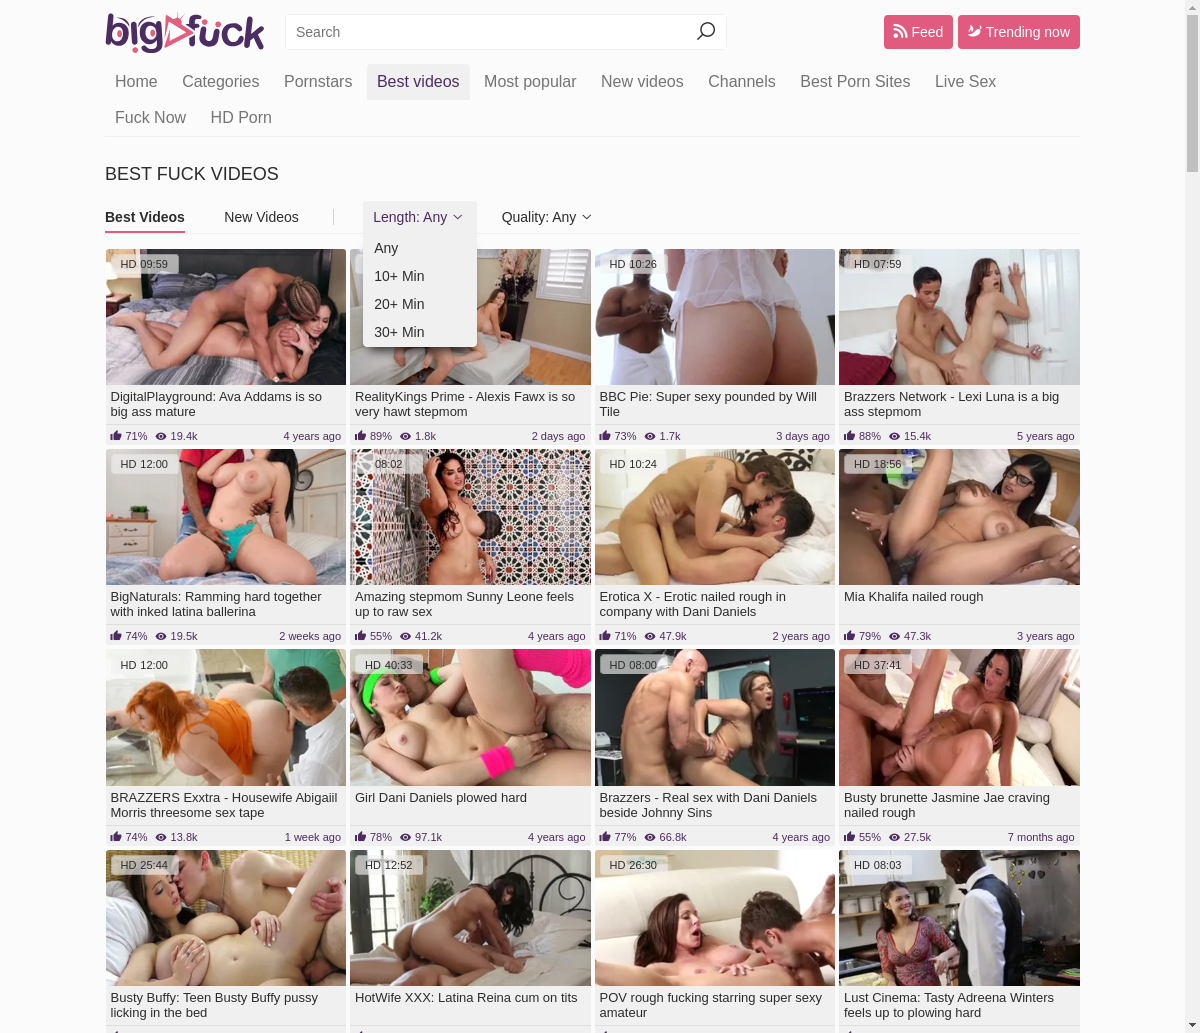 bigfuck
Search
Feed
Trending now
Home Categories Pornstars Best videos Most popular New videos Channels Best Porn Sites Live Sex
Fuck Now HD Porn
BEST FUCK VIDEOS
Best Videos New Videos Length: Any Quality: Any
Any
10+ Min
20+ Min
30+ Min
HD 09:59
DigitalPlayground: Ava Addams is so
big ass mature
71% 19.4k 4 years ago
RealityKings Prime - Alexis Fawx is so
very hawt stepmom
89% 1.8k 2 days ago
HD 10:26
BBC Pie: Super sexy pounded by Will
Tile
73% 1.7k 3 days ago
HD 07:59
Brazzers Network - Lexi Luna is a big
ass stepmom
88% 15.4k 5 years ago
HD 12:00
BigNaturals: Ramming hard together
with inked latina ballerina
74% 19.5k 2 weeks ago
08:02
Amazing stepmom Sunny Leone feels
up to raw sex
55% 41.2k 4 years ago
HD 10:24
Erotica X - Erotic nailed rough in
company with Dani Daniels
71% 47.9k 2 years ago
HD 18:56
Mia Khalifa nailed rough
79% 47.3k 3 years ago
HD 12:00
BRAZZERS Exxtra - Housewife Abigaiil
Morris threesome sex tape
74% 13.8k 1 week ago
HD 40:33
Girl Dani Daniels plowed hard
78% 97.1k 4 years ago
HD 08:00
Brazzers - Real sex with Dani Daniels
beside Johnny Sins
77% 66.8k 4 years ago
HD 37:41
Busty brunette Jasmine Jae craving
nailed rough
55% 27.5k 7 months ago
HD 25:44
Busty Buffy: Teen Busty Buffy pussy
licking in the bed
HD 12:52
HotWife XXX: Latina Reina cum on tits
HD 26:30
POV rough fucking starring super sexy
amateur
HD 08:03
Lust Cinema: Tasty Adreena Winters
feels up to plowing hard